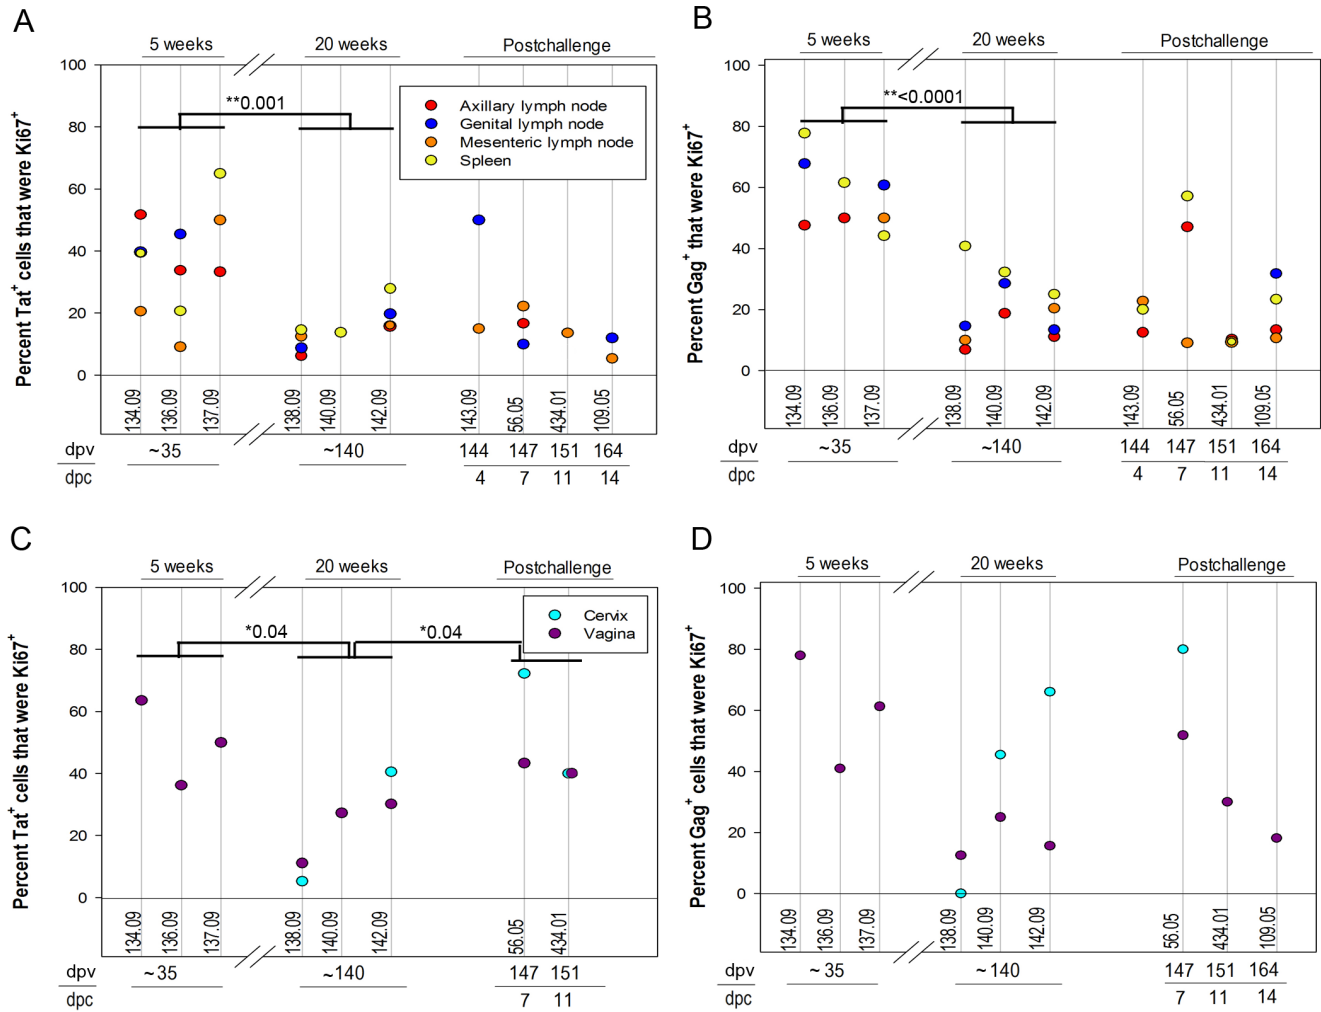 A
5 weeks 20 weeks Postchallenge
Percent Tat+ cells that were Ki67+
100
80
60
40
20
0
**0.001
Axillary lymph node
Genital lymph node
Mesenteric lymph node
Spleen
134.09 136.09 137.09 138.09 140.09 142.09 143.09 56.05 434.01 109.05
dpv ~35 ~140 144 147 151 164
dpc 4 7 11 14
B
5 weeks 20 weeks Postchallenge
Percent Gag+ that were Ki67+
100
80
60
40
20
0
**<0.0001
134.09 136.09 137.09 138.09 140.09 142.09 143.09 56.05 434.01 109.05
dpv ~35 ~140 144 147 151 164
dpc 4 7 11 14
C
5 weeks 20 weeks Postchallenge
Percent Tat+ cells that were Ki67+
100
80
60
40
20
0
*0.04 *0.04
Cervix
Vagina
134.09 136.09 137.09 138.09 140.09 142.09 56.05 434.01
dpv ~35 ~140 147 151
dpc 7 11
D
5 weeks 20 weeks Postchallenge
Percent Gag+ cells that were Ki67+
100
80
60
40
20
0
134.09 136.09 137.09 138.09 140.09 142.09 56.05 434.01 109.05
dpv ~35 ~140 147 151 164
dpc 7 11 14